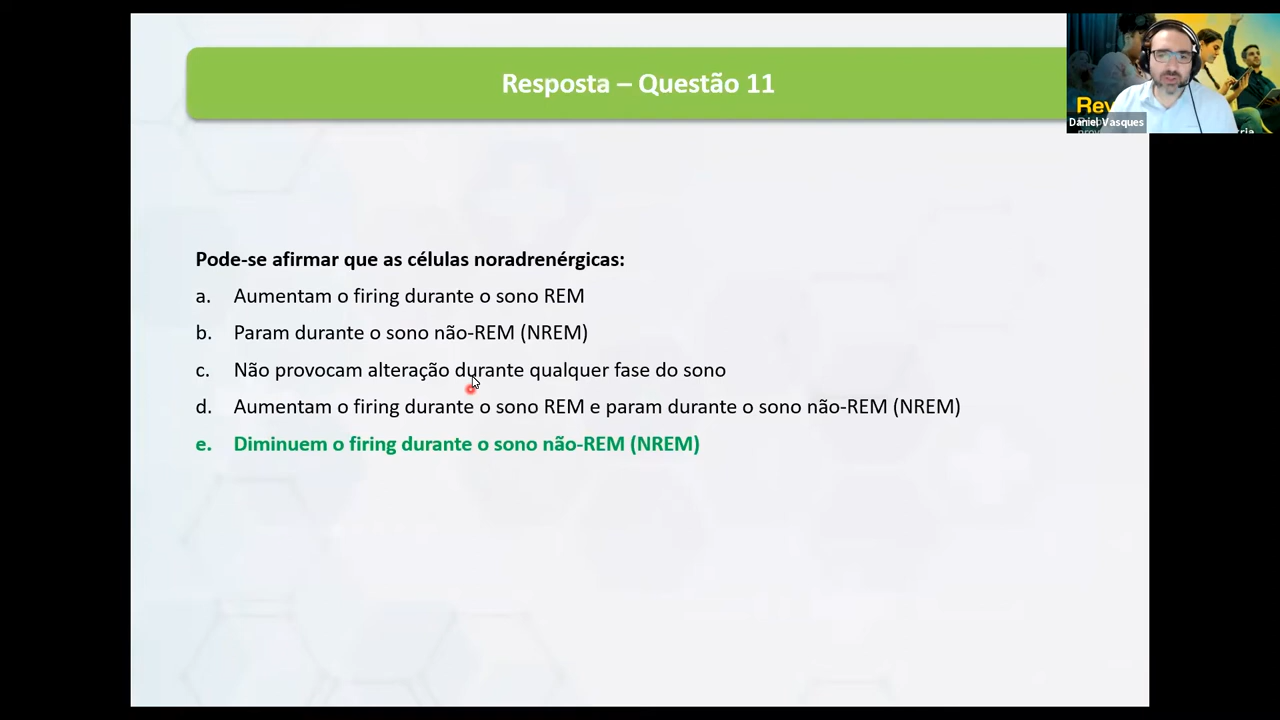 Resposta – Questão 11
Rev
Daniel Vasques
Pode-se afirmar que as células noradrenérgicas:
a. Aumentam o firing durante o sono REM
b. Param durante o sono não-REM (NREM)
c. Não provocam alteração durante qualquer fase do sono
d. Aumentam o firing durante o sono REM e param durante o sono não-REM (NREM)
e. Diminuem o firing durante o sono não-REM (NREM)